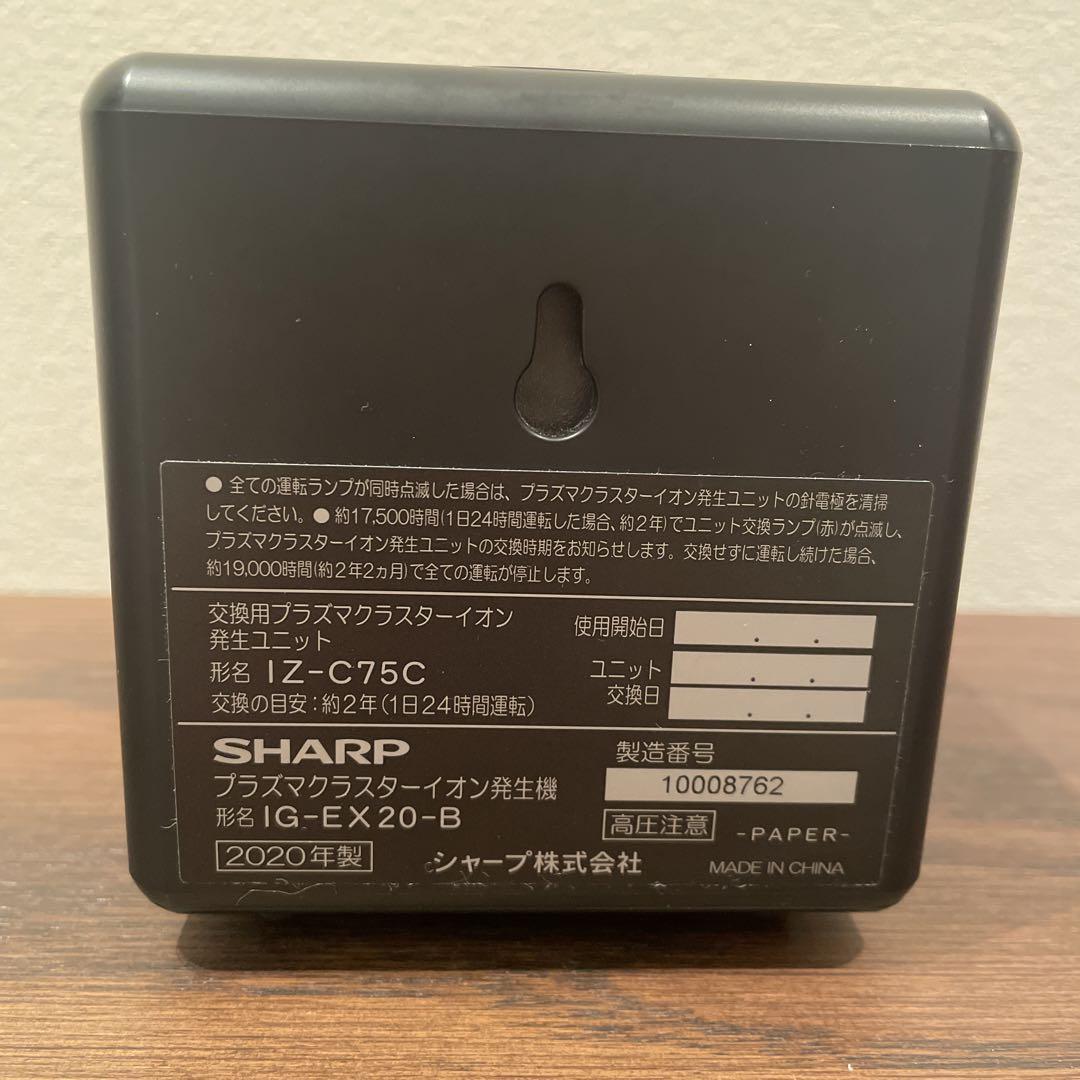 ● 全ての運転ランプが同時点滅した場合は、プラズマクラスターイオン発生ユニットの針電極を清掃
してください。● 約17,500時間(1日24時間運転した場合、約2年)でユニット交換ランプ(赤)が点滅し、
プラズマクラスターイオン発生ユニットの交換時期をお知らせします。交換せずに運転し続けた場合、
約19,000時間(約2年2ヵ月)で全ての運転が停止します。
交換用プラズマクラスターイオン
発生ユニット
形名 IZ-C75C
交換の目安：約2年(1日24時間運転)
使用開始日 . .
ユニット . .
交換日 . .
SHARP
プラズマクラスターイオン発生機
形名 IG-EX20-B
2020年製
シャープ株式会社
製造番号
10008762
高圧注意 -PAPER-
MADE IN CHINA